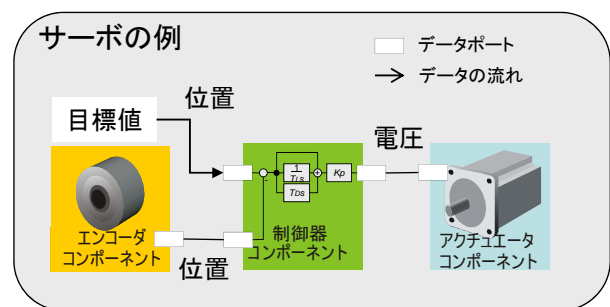 サーボの例
データポート
データの流れ
位置
目標値
電圧
1
TIs
TDs
+
-
Kp
エンコーダ
コンポーネント
制御器
コンポーネント
アクチュエータ
コンポーネント
位置